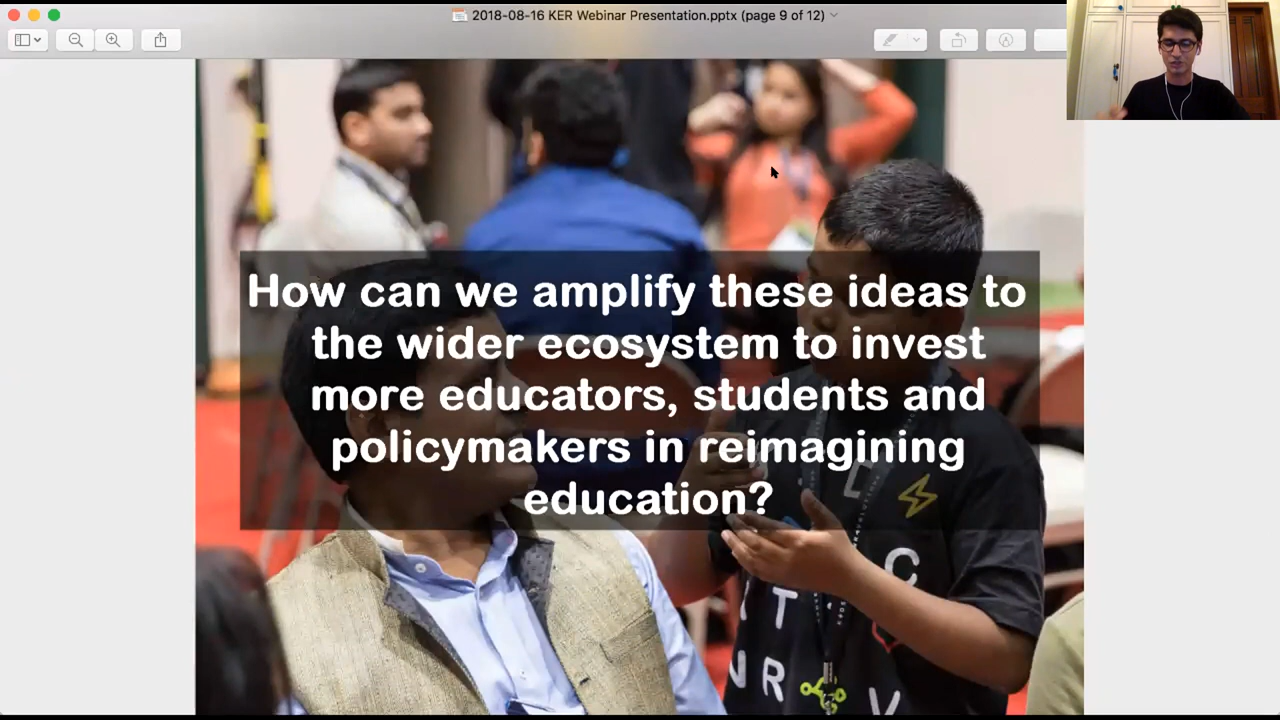 2018-08-16 KER Webinar Presentation.pptx (page 9 of 12)
How can we amplify these ideas to
the wider ecosystem to invest
more educators, students and
policymakers in reimagining
education?
C
T
R
V